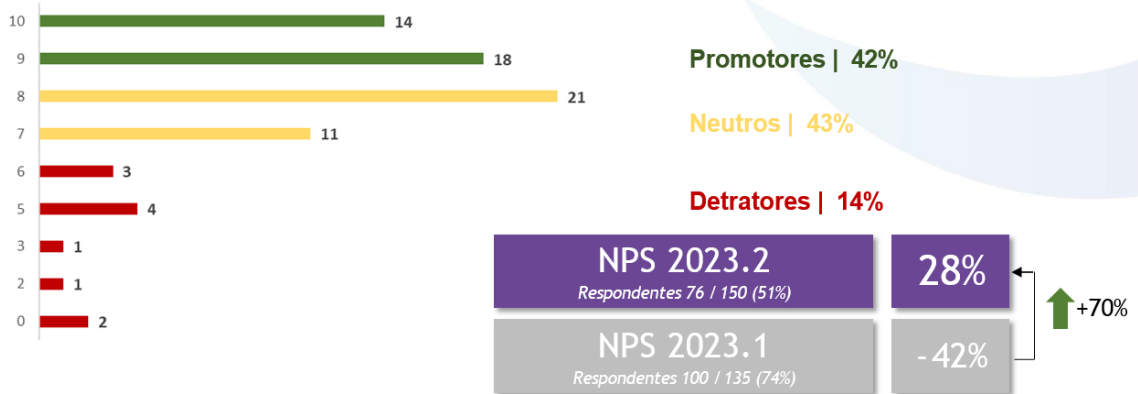 10 14
9 18
8 21
7 11
6 3
5 4
3 1
2 1
0 2
Promotores | 42%
Neutros | 43%
Detratores | 14%
NPS 2023.2
Respondentes 76 / 150 (51%)
28%
+70%
NPS 2023.1
Respondentes 100 / 135 (74%)
-42%